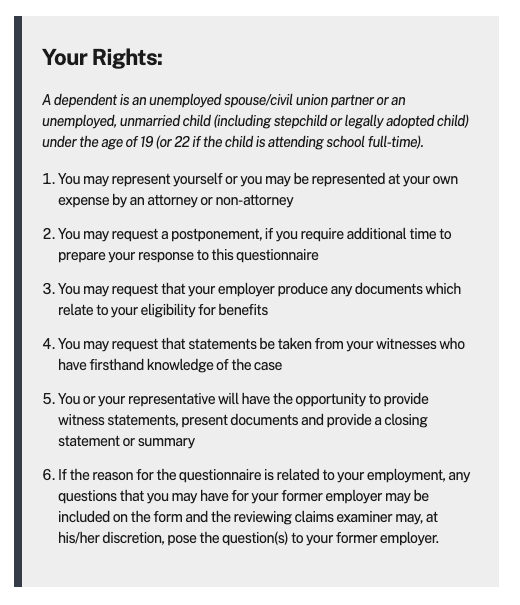 Your Rights:
A dependent is an unemployed spouse/civil union partner or an
unemployed, unmarried child (including stepchild or legally adopted child)
under the age of 19 (or 22 if the child is attending school full-time).
1. You may represent yourself or you may be represented at your own
expense by an attorney or non-attorney
2. You may request a postponement, if you require additional time to
prepare your response to this questionnaire
3. You may request that your employer produce any documents which
relate to your eligibility for benefits
4. You may request that statements be taken from your witnesses who
have firsthand knowledge of the case
5. You or your representative will have the opportunity to provide
witness statements, present documents and provide a closing
statement or summary
6. If the reason for the questionnaire is related to your employment, any
questions that you may have for your former employer may be
included on the form and the reviewing claims examiner may, at
his/her discretion, pose the question(s) to your former employer.